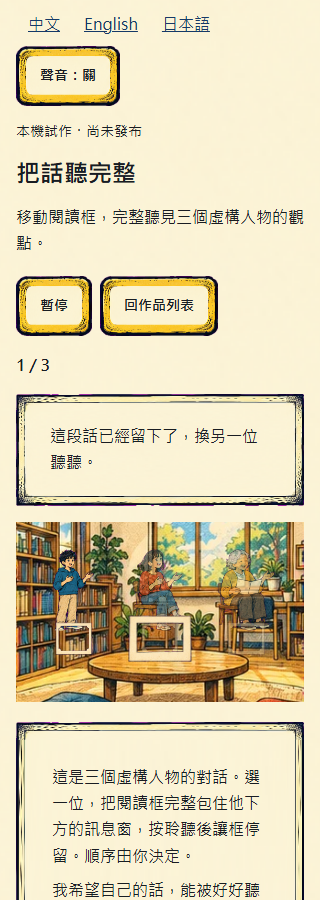 中文 English 日本語
聲音：關
本機試作・尚未發布
把話聽完整
移動閱讀框，完整聽見三個虛構人物的觀
點。
暫停 回作品列表
1 / 3
這段話已經留下了，換另一位
聽聽。
這是三個虛構人物的對話。選
一位，把閱讀框完整包住他下
方的訊息窗，按聆聽後讓框停
留。順序由你決定。
我希望自己的話，能被好好聽